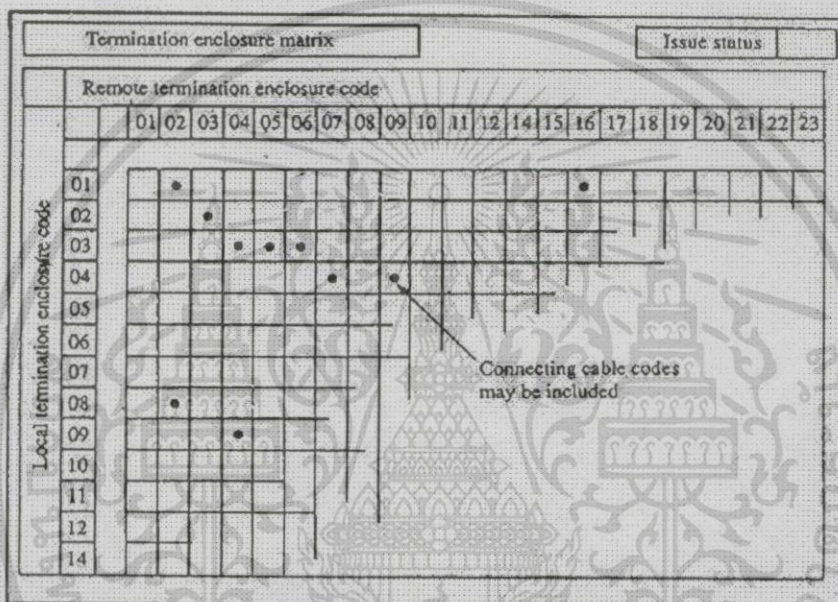 Termination enclosure matrix
Issue status
Remote termination enclosure code
01 02 03 04 05 06 07 08 09 10 11 12 14 15 16 17 18 19 20 21 22 23
Local termination enclosure code
01
02
03
04
05
06
07
08
09
10
11
12
14
Connecting cable codes
may be included